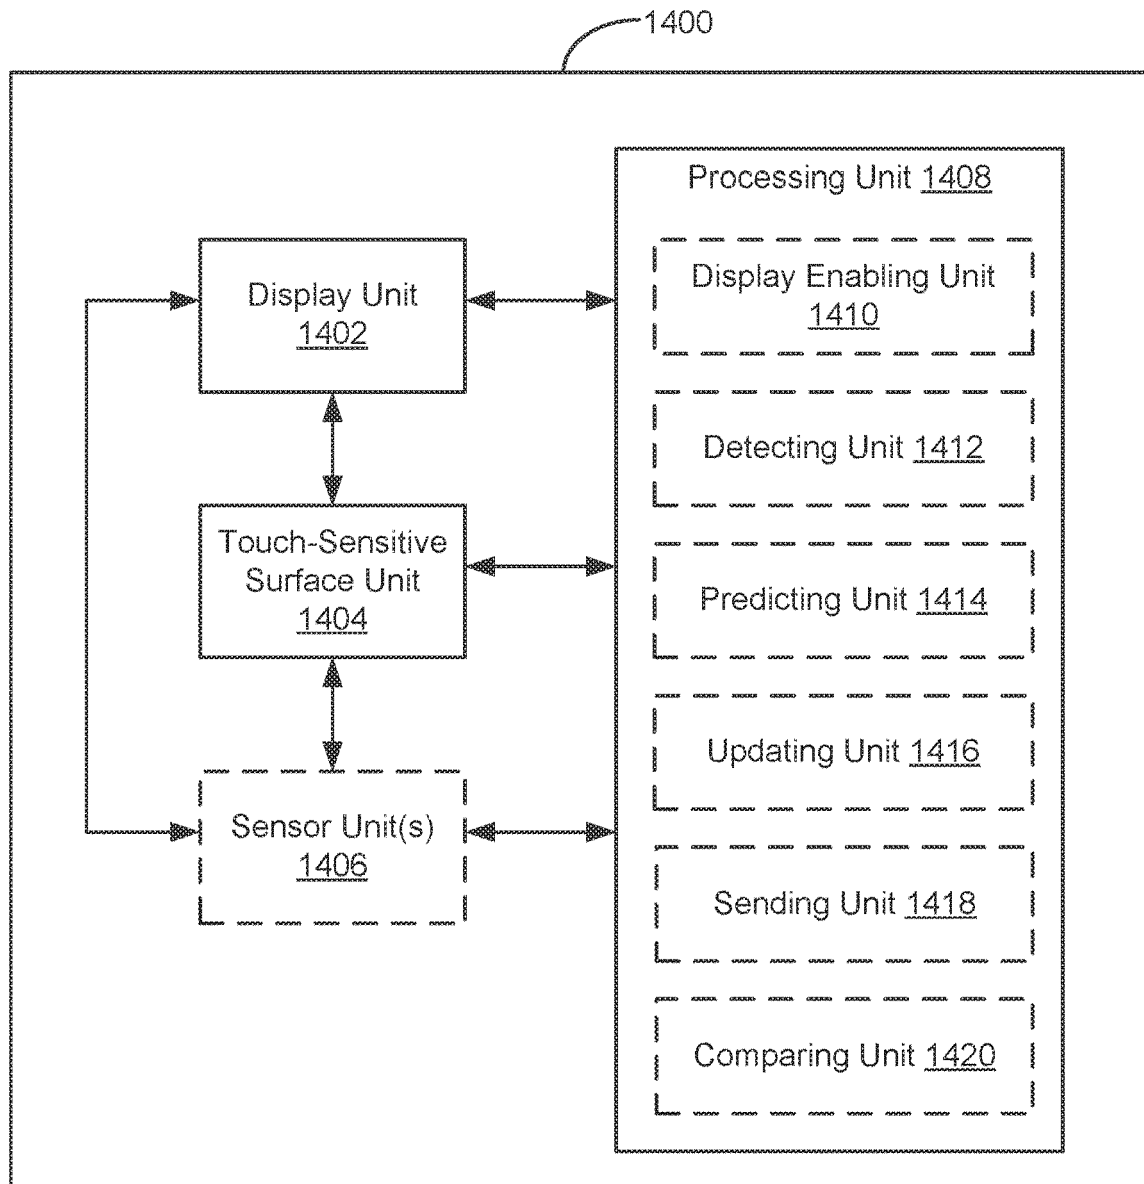 1400
Processing Unit 1408
Display Enabling Unit
1410
Display Unit
1402
Detecting Unit 1412
Touch-Sensitive
Surface Unit
1404
Predicting Unit 1414
Updating Unit 1416
Sensor Unit(s)
1406
Sending Unit 1418
Comparing Unit 1420